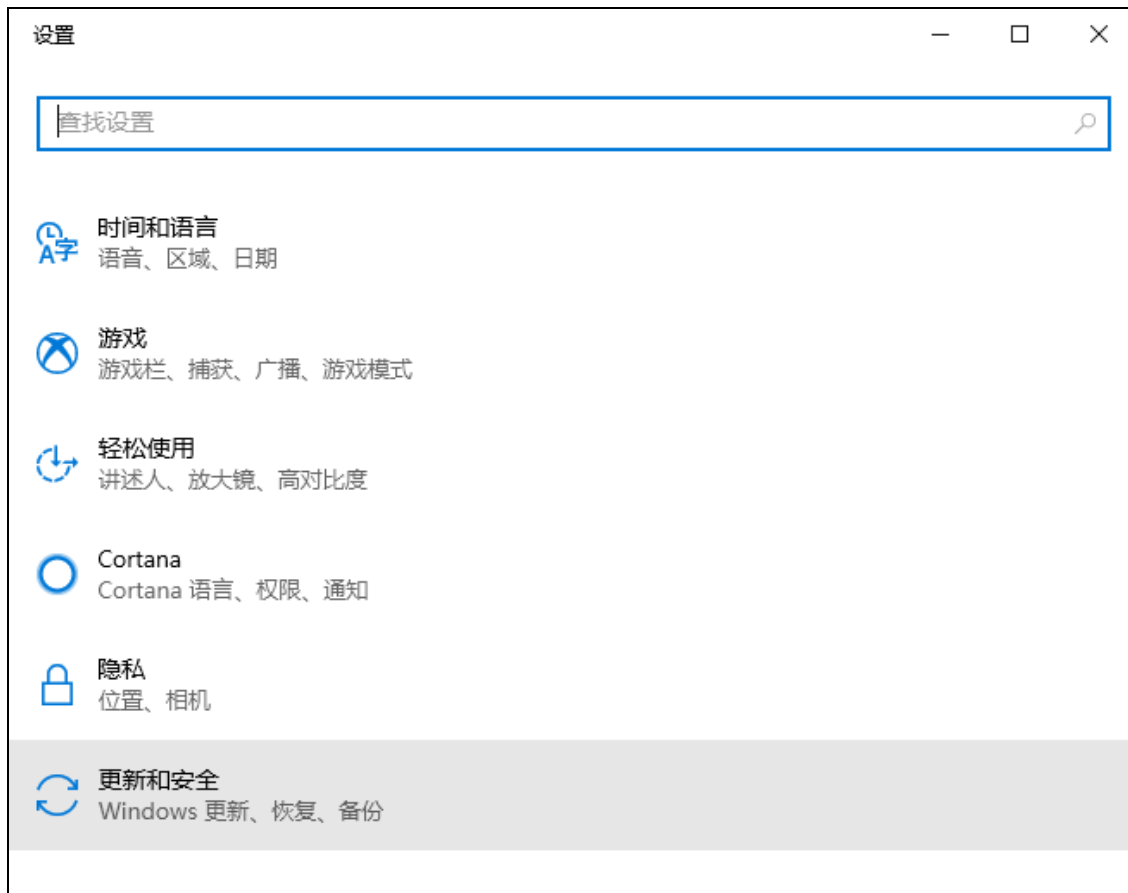 设置
查找设置
时间和语言
语音、区域、日期
游戏
游戏栏、捕获、广播、游戏模式
轻松使用
讲述人、放大镜、高对比度
Cortana
Cortana 语言、权限、通知
隐私
位置、相机
更新和安全
Windows 更新、恢复、备份